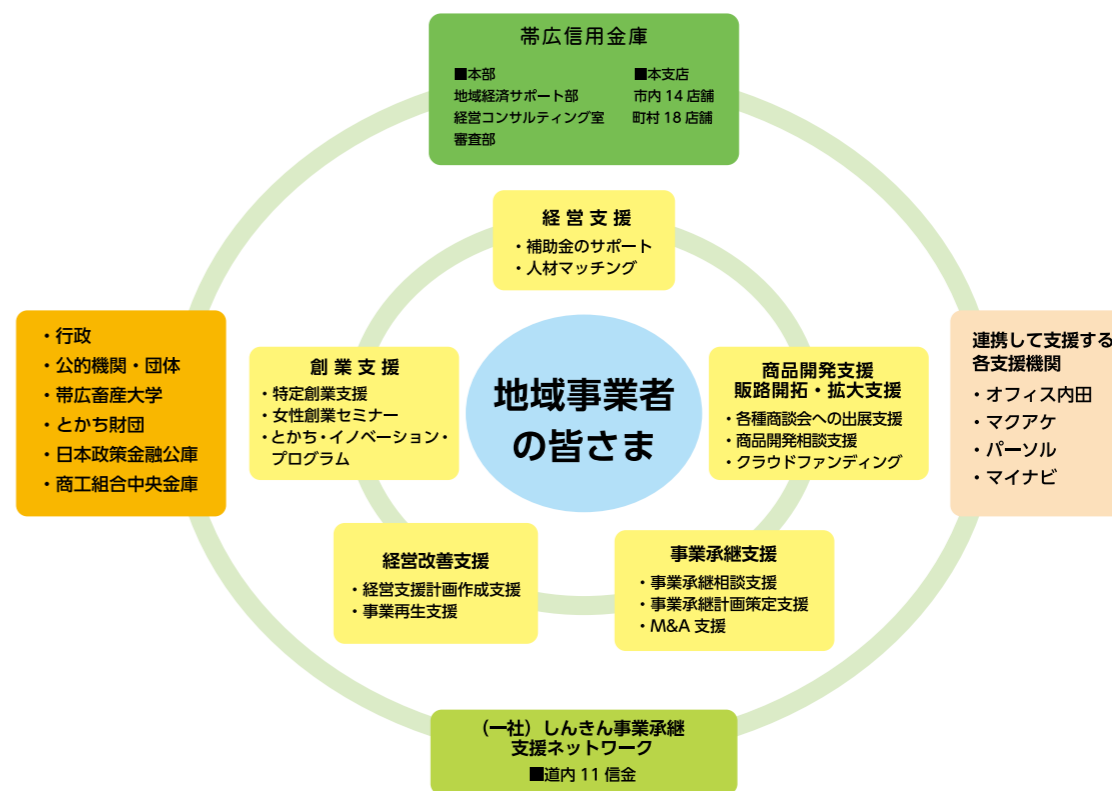 帯広信用金庫
■本部
地域経済サポート部
経営コンサルティング室
審査部
■本支店
市内 14 店舗
町村 18 店舗
経 営 支 援
・補助金のサポート
・人材マッチング
・行政
・公的機関・団体
・帯広畜産大学
・とかち財団
・日本政策金融公庫
・商工組合中央金庫
創 業 支 援
・特定創業支援
・女性創業セミナー
・とかち・イノベーション・
プログラム
地域事業者
の皆さま
商品開発支援
販路開拓・拡大支援
・各種商談会への出展支援
・商品開発相談支援
・クラウドファンディング
連携して支援する
各支援機関
・オフィス内田
・マクアケ
・パーソル
・マイナビ
経営改善支援
・経営支援計画作成支援
・事業再生支援
事業承継支援
・事業承継相談支援
・事業承継計画策定支援
・M&A 支援
（一社）しんきん事業承継
支援ネットワーク
■道内 11 信金